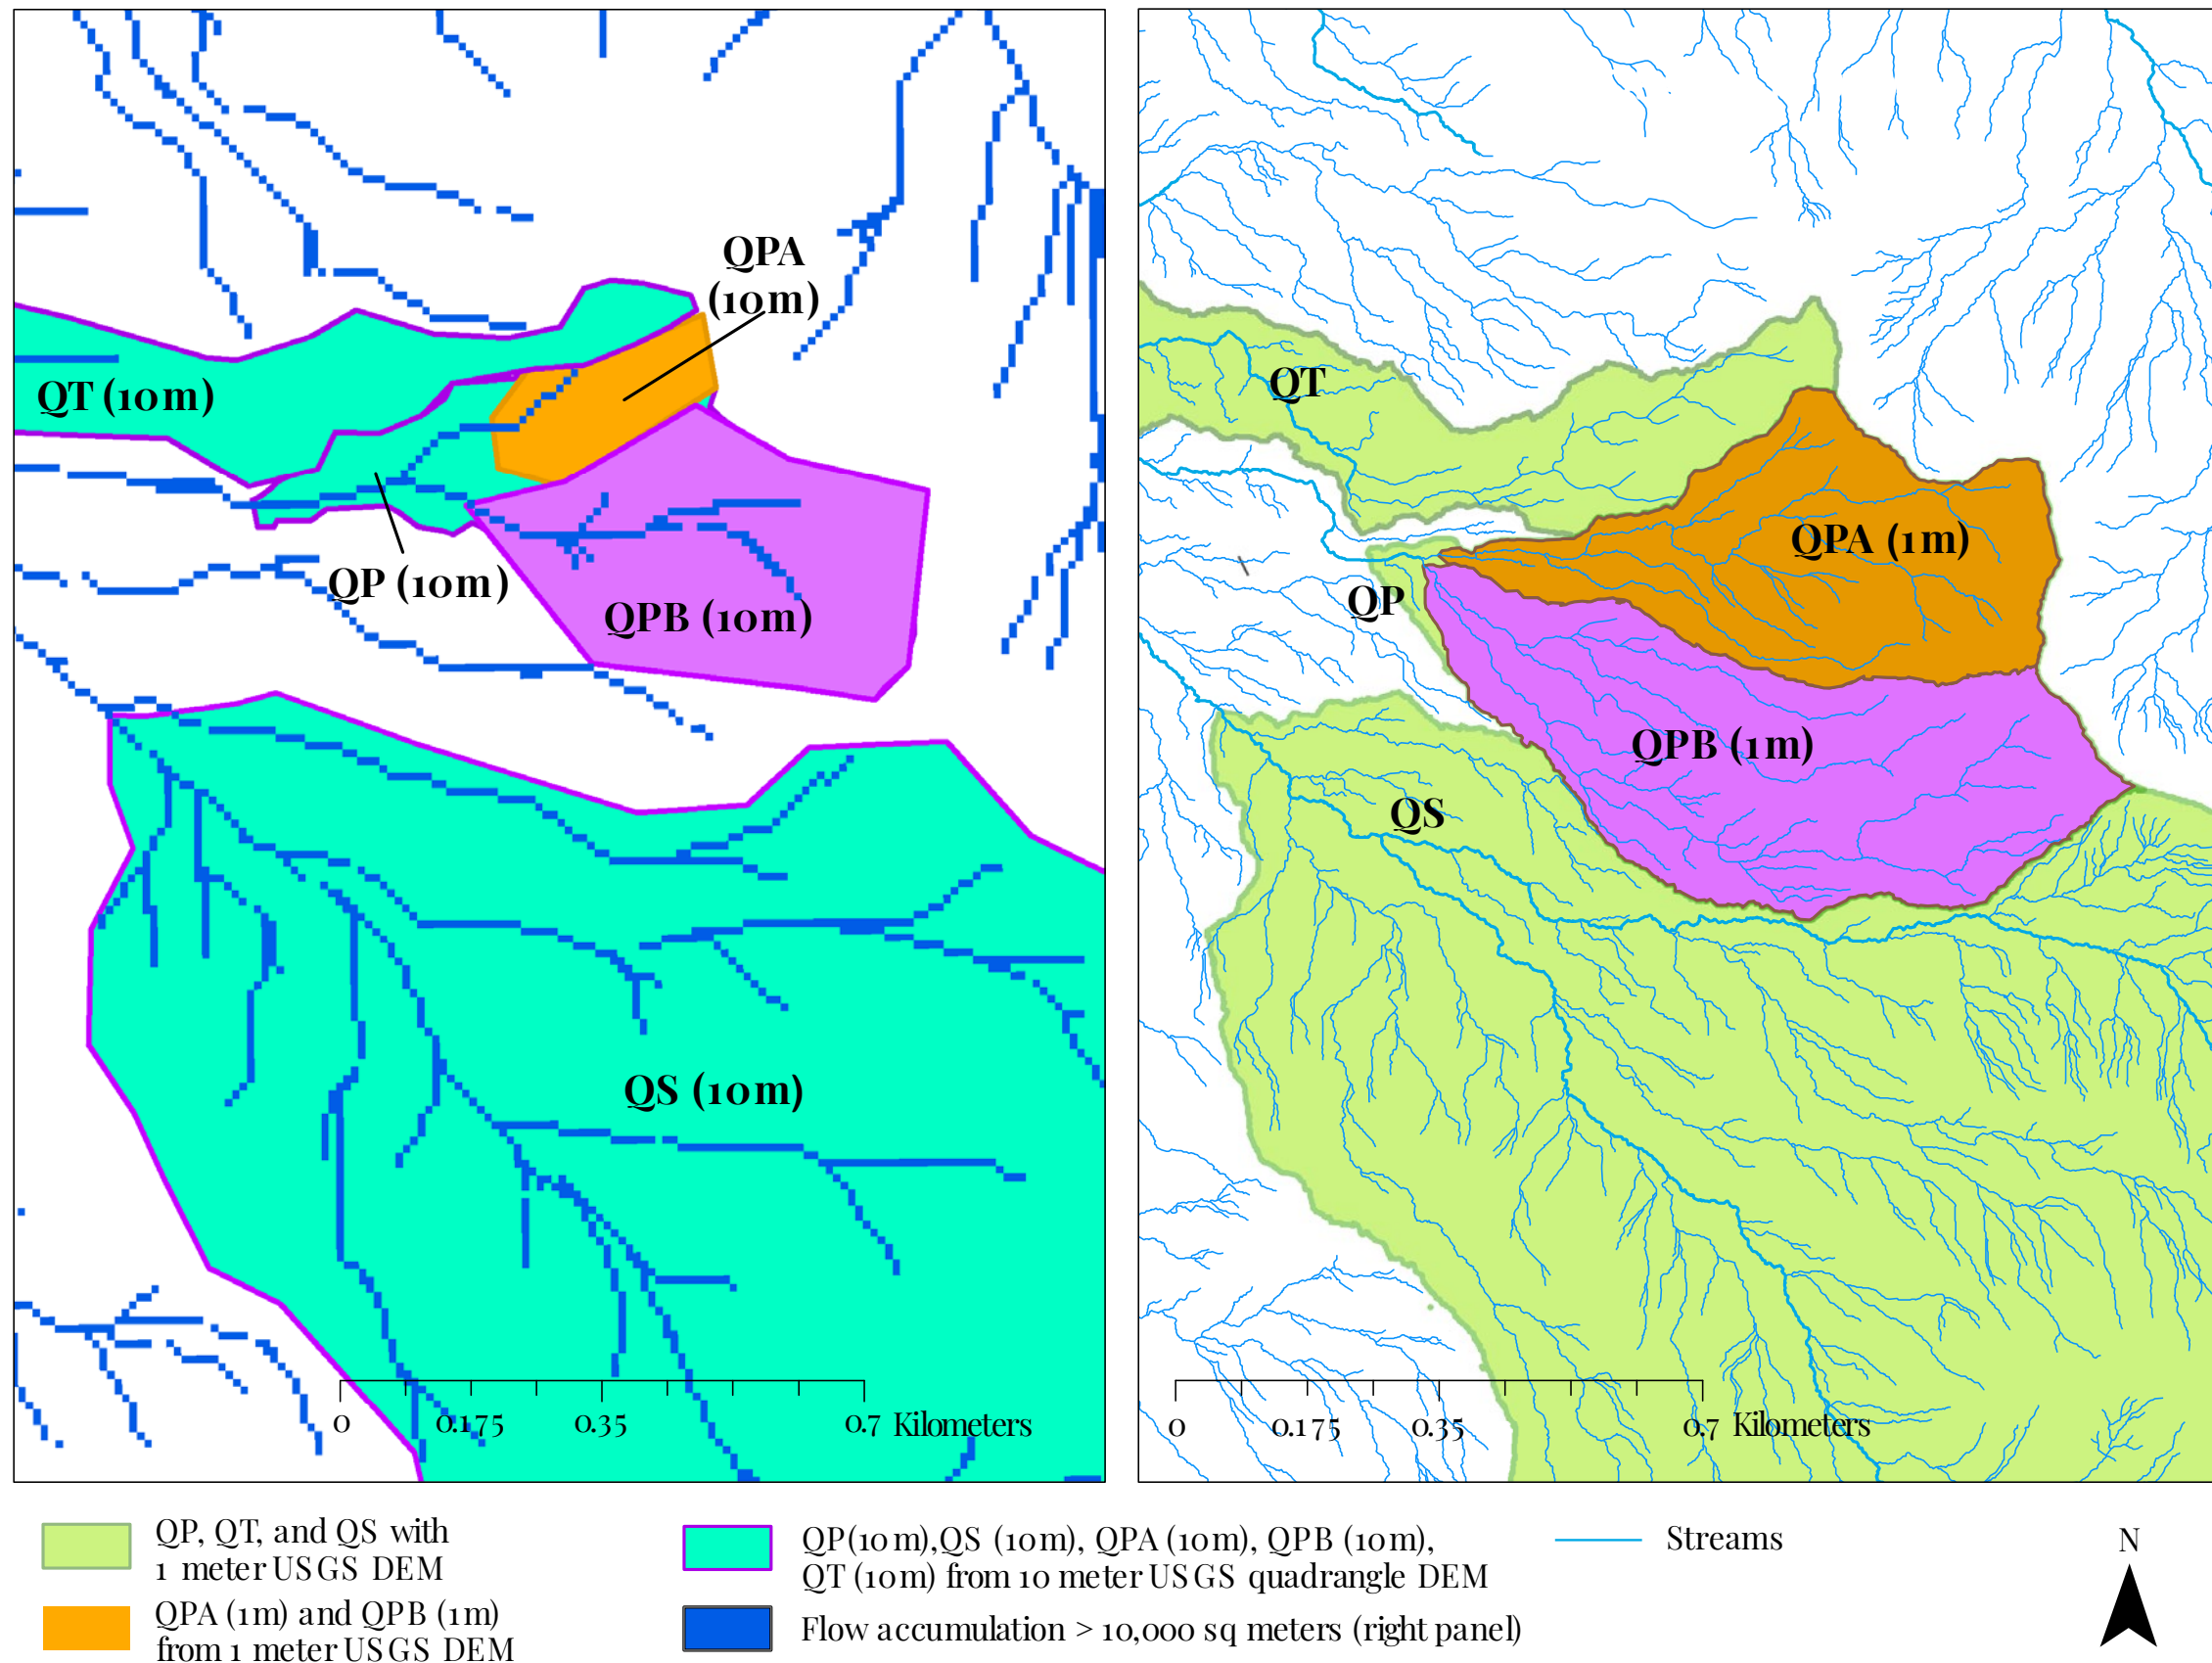 QPA
(10m)
QT (10m)
QP (10m)
QPB (10m)
QS (10m)
0 0.175 0.35 0.7 Kilometers
QT
QPA (1m)
QP
QPB (1m)
QS
0 0.175 0.35 0.7 Kilometers
QP, QT, and QS with
1 meter USGS DEM
QPA (1m) and QPB (1m)
from 1 meter USGS DEM
QP(10m),QS (10m), QPA (10m), QPB (10m),
QT (10m) from 10 meter USGS quadrangle DEM
Flow accumulation > 10,000 sq meters (right panel)
Streams
N